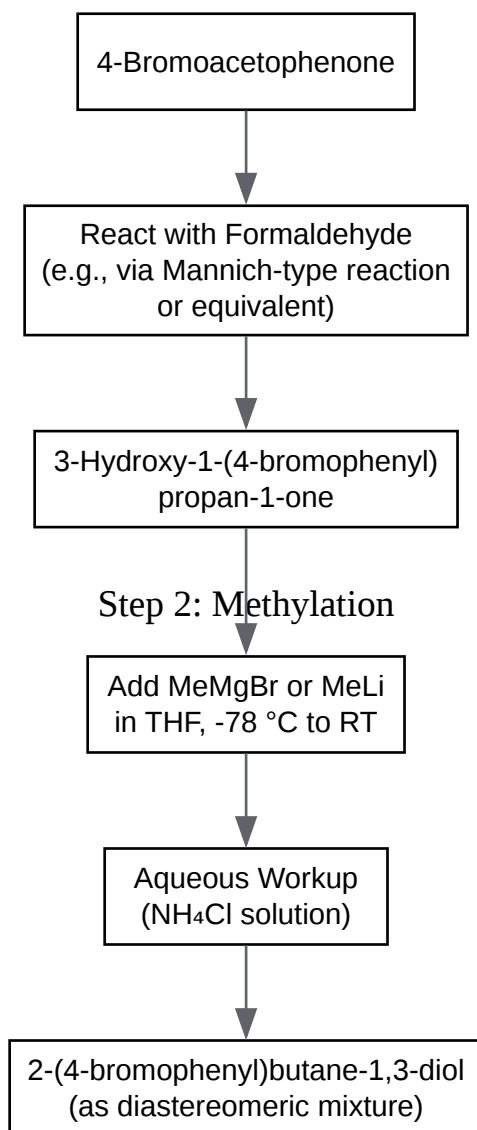 4-Bromoacetophenone
React with Formaldehyde
(e.g., via Mannich-type reaction
or equivalent)
3-Hydroxy-1-(4-bromophenyl)
propan-1-one
Step 2: Methylation
Add MeMgBr or MeLi
in THF, -78 °C to RT
Aqueous Workup
(NH₄Cl solution)
2-(4-bromophenyl)butane-1,3-diol
(as diastereomeric mixture)